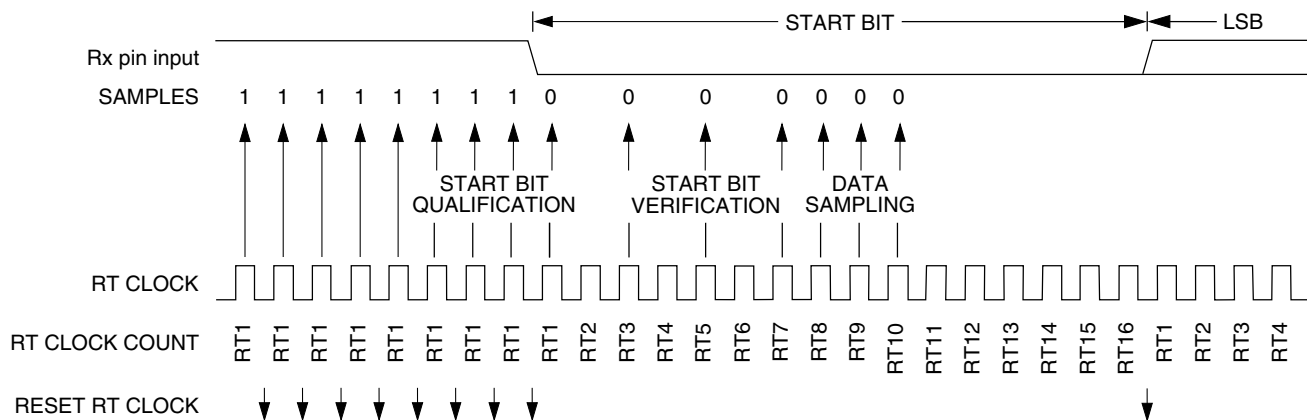 START BIT LSB
Rx pin input
SAMPLES 1 1 1 1 1 1 1 1 0 0 0 0 0 0 0
START BIT START BIT DATA
QUALIFICATION VERIFICATION SAMPLING
RT CLOCK
RT CLOCK COUNT RT1 RT1 RT1 RT1 RT1 RT1 RT1 RT1 RT1 RT2 RT3 RT4 RT5 RT6 RT7 RT8 RT9 RT10 RT11 RT12 RT13 RT14 RT15 RT16 RT1 RT2 RT3 RT4
RESET RT CLOCK